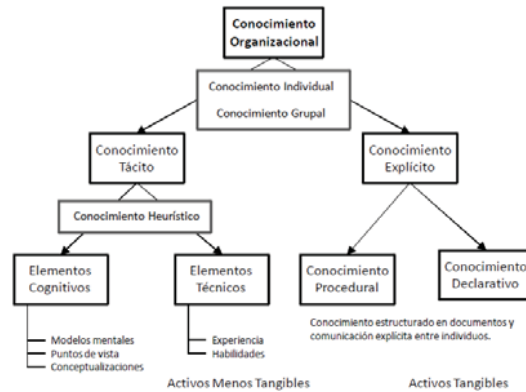 Conocimiento
Organizacional
Conocimiento Individual
Conocimiento Grupal
Conocimiento
Tácito
Conocimiento
Explícito
Conocimiento Heurístico
Elementos
Cognitivos
Elementos
Técnicos
Conocimiento
Procedural
Conocimiento
Declarativo
Modelos mentales
Puntos de vista
Conceptualizaciones
Experiencia
Habilidades
Conocimiento estructurado en documentos y
comunicación explícita entre individuos.
Activos Menos Tangibles
Activos Tangibles